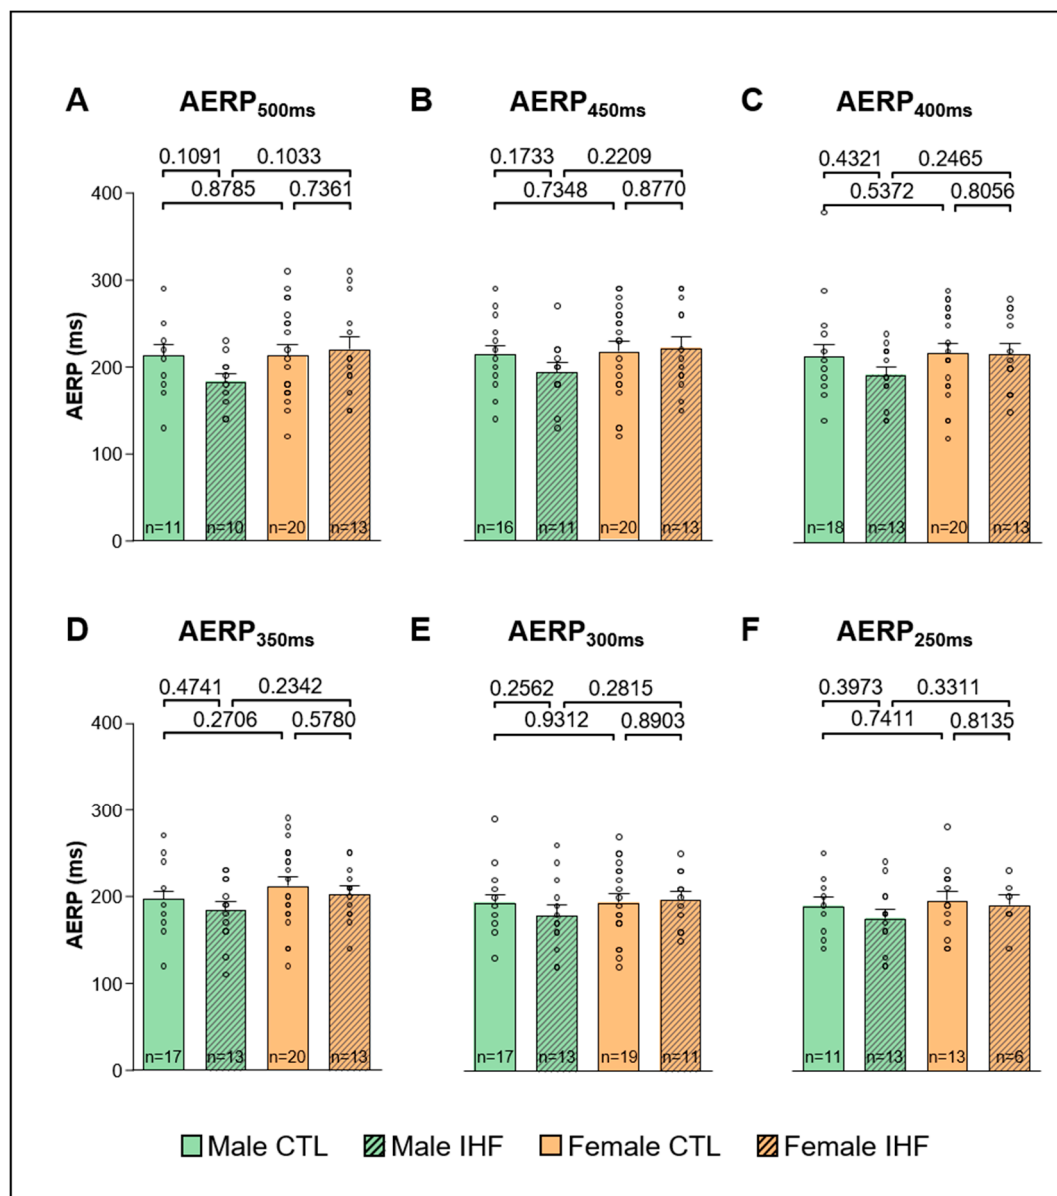 A AERP500ms B AERP450ms C AERP400ms
0.1091 0.1033 0.1733 0.2209 0.4321 0.2465
0.8785 0.7361 0.7348 0.8770 0.5372 0.8056
400
300
200
100
0
AERP (ms)
n=11 n=10 n=20 n=13 n=16 n=11 n=20 n=13 n=18 n=13 n=20 n=13
D AERP350ms E AERP300ms F AERP250ms
0.4741 0.2342 0.2562 0.2815 0.3973 0.3311
0.2706 0.5780 0.9312 0.8903 0.7411 0.8135
400
300
200
100
0
AERP (ms)
n=17 n=13 n=20 n=13 n=17 n=13 n=19 n=11 n=11 n=13 n=13 n=6
Male CTL Male IHF Female CTL Female IHF